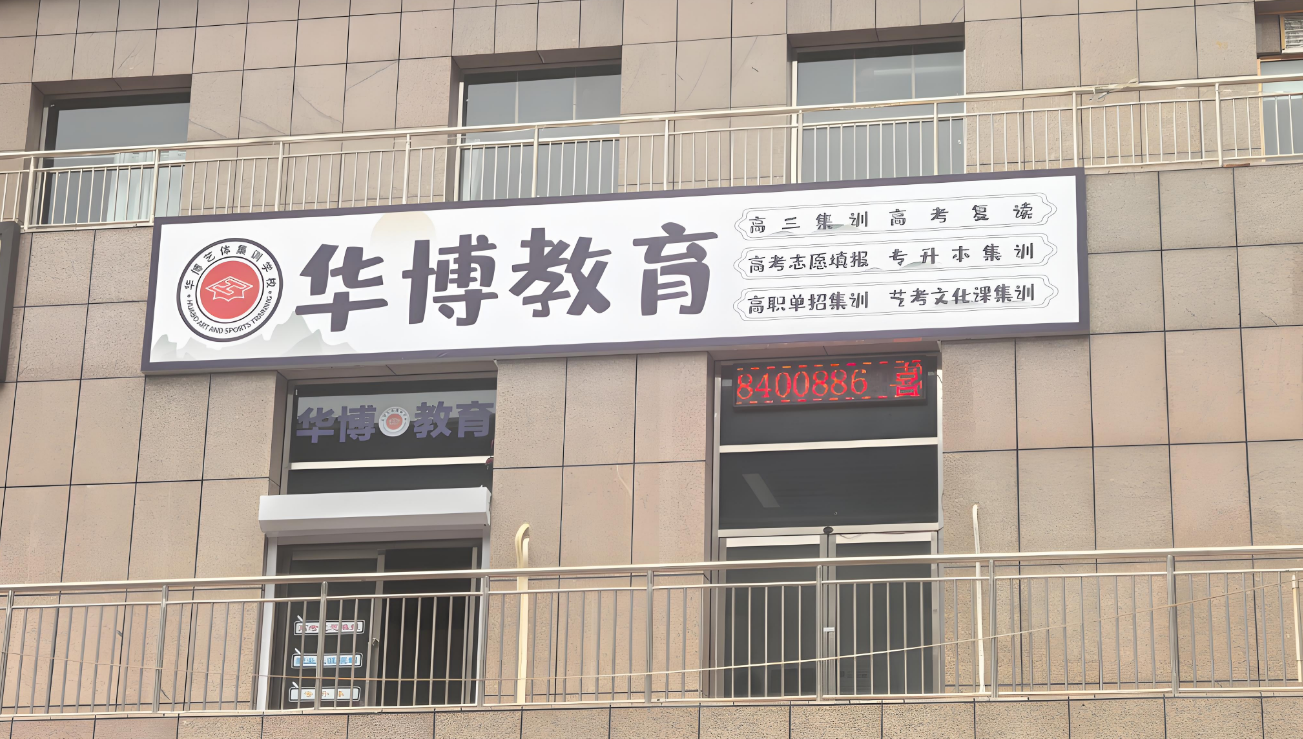 华博艺体集训学校
HUABO ART AND SPORTS TRAINING
华博教育
高三集训 高考复读
高考志愿填报 专升本集训
高职单招集训 艺考文化课集训
华博教育
8400886